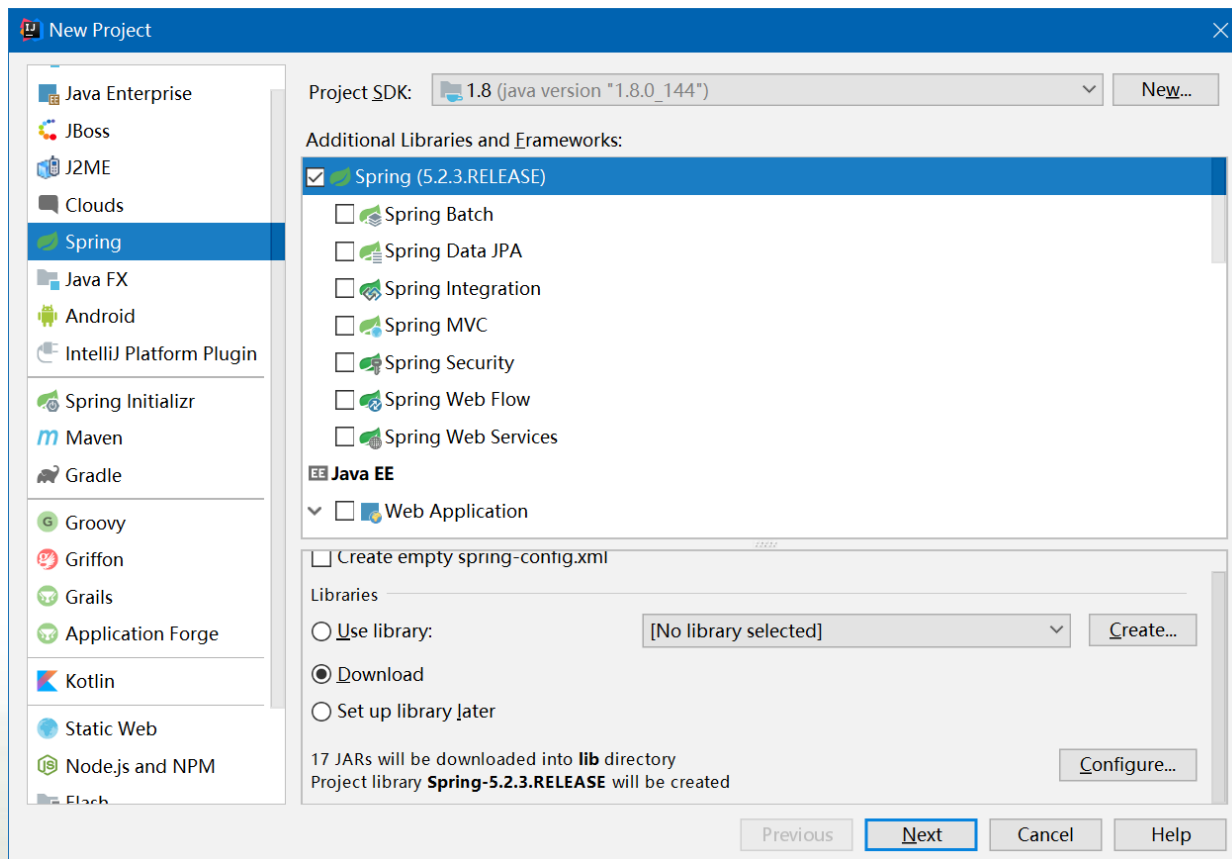 New Project
Java Enterprise
JBoss
J2ME
Clouds
Spring
Java FX
Android
IntelliJ Platform Plugin
Spring Initializr
Maven
Gradle
Groovy
Griffon
Grails
Application Forge
Kotlin
Static Web
Node.js and NPM
Flash
Project SDK: 1.8 (java version "1.8.0_144") New...
Additional Libraries and Frameworks:
Spring (5.2.3.RELEASE)
Spring Batch
Spring Data JPA
Spring Integration
Spring MVC
Spring Security
Spring Web Flow
Spring Web Services
Java EE
Web Application
Create empty spring-config.xml
Libraries
Use library: [No library selected] Create...
Download
Set up library later
17 JARs will be downloaded into lib directory
Project library Spring-5.2.3.RELEASE will be created
Configure...
Previous Next Cancel Help